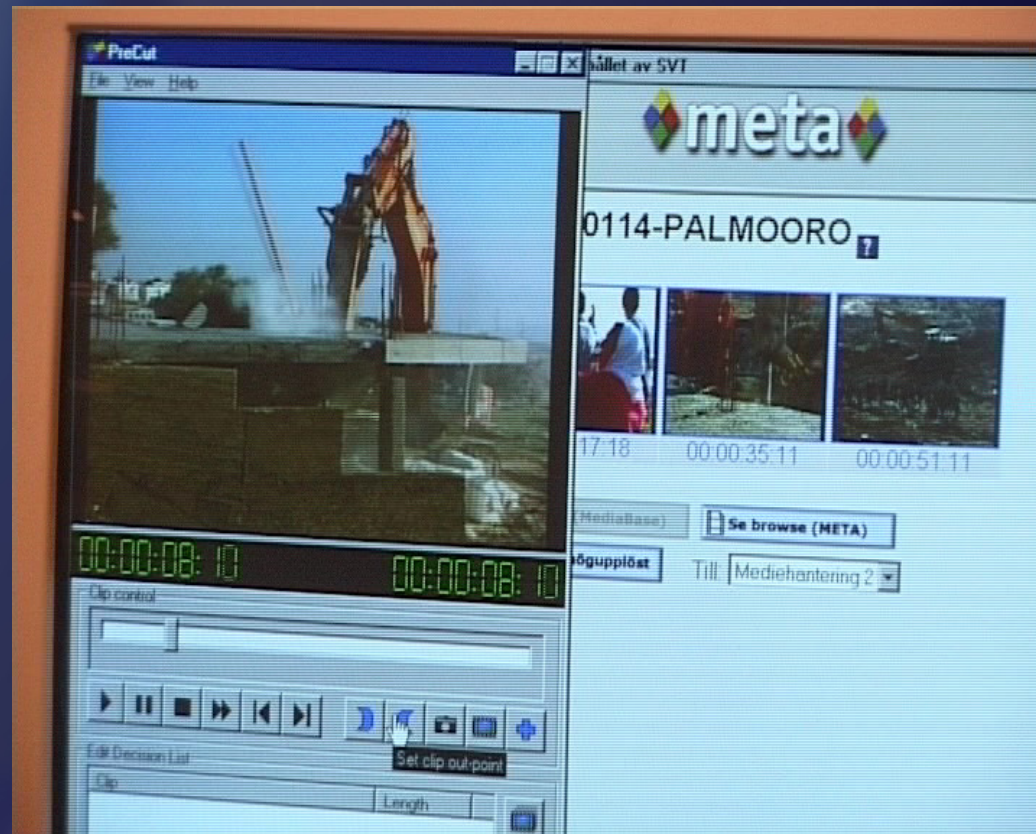 PreCut
File View Help
hållet av SVT
meta
0114-PALMOORO ?
17:18 00:00:35:11 00:00:51:11
(MediaBase) Se browse (META)
ögupplöst Till: Mediehantering 2
00:00:08:10 00:00:08:10
Clip control
Set clip out-point
Edit Decision List
Clip Length